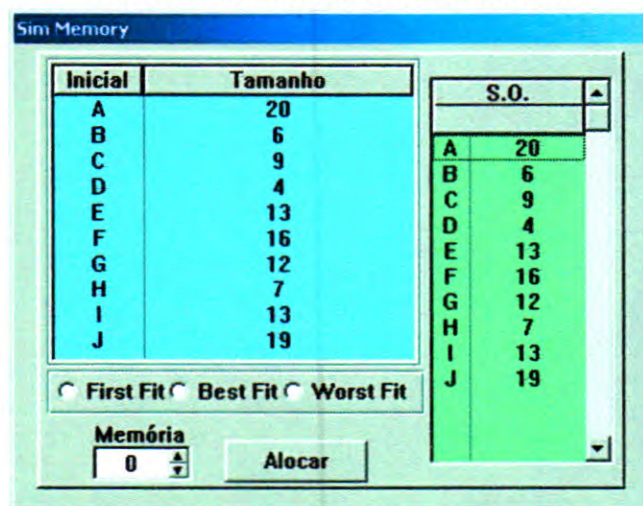 Sim Memory
Inicial Tamanho
A 20
B 6
C 9
D 4
E 13
F 16
G 12
H 7
I 13
J 19
First Fit Best Fit Worst Fit
Memória
0
Alocar
S.O.
A 20
B 6
C 9
D 4
E 13
F 16
G 12
H 7
I 13
J 19